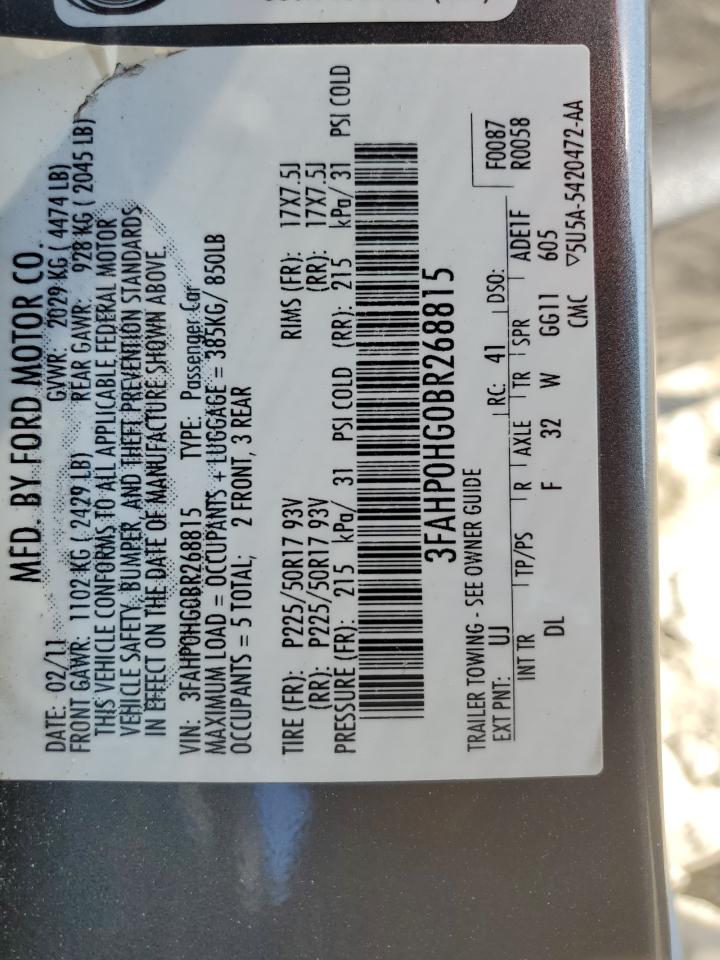 MFD. BY FORD MOTOR CO.
DATE: 02/11 GVWR: 2029 KG ( 4474 LB)
FRONT GAWR: 1102 KG ( 2429 LB) REAR GAWR: 928 KG ( 2045 LB)
THIS VEHICLE CONFORMS TO ALL APPLICABLE FEDERAL MOTOR
VEHICLE SAFETY, BUMPER, AND THEFT PREVENTION STANDARDS
IN EFFECT ON THE DATE OF MANUFACTURE SHOWN ABOVE.
VIN: 3FAHP0HG0BR268815 TYPE: Passenger Car
MAXIMUM LOAD = OCCUPANTS + LUGGAGE = 385KG/ 850LB
OCCUPANTS = 5 TOTAL; 2 FRONT, 3 REAR
TIRE (FR): P225/50R17 93V RIMS (FR): 17X7.5J
(RR): P225/50R17 93V (RR): 17X7.5J
PRESSURE (FR): 215 kPa/ 31 PSI COLD (RR): 215 kPa/ 31 PSI COLD
3FAHP0HG0BR268815
TRAILER TOWING - SEE OWNER GUIDE
EXT PNT: UJ RC: 41 DSO: F0087
R0058
INT TR TP/PS R AXLE TR SPR ADE1F
DL F 32 W GG11 605
CMC ▽5U5A-5420472-AA